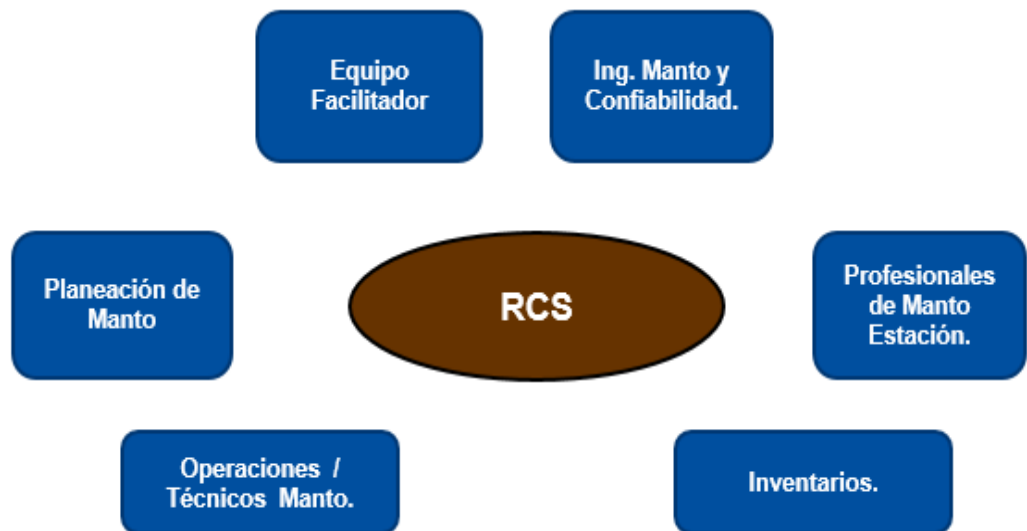 Equipo
Facilitador
Ing. Manto y
Confiabilidad.
Planeación de
Manto
RCS
Profesionales
de Manto
Estación.
Operaciones /
Técnicos Manto.
Inventarios.